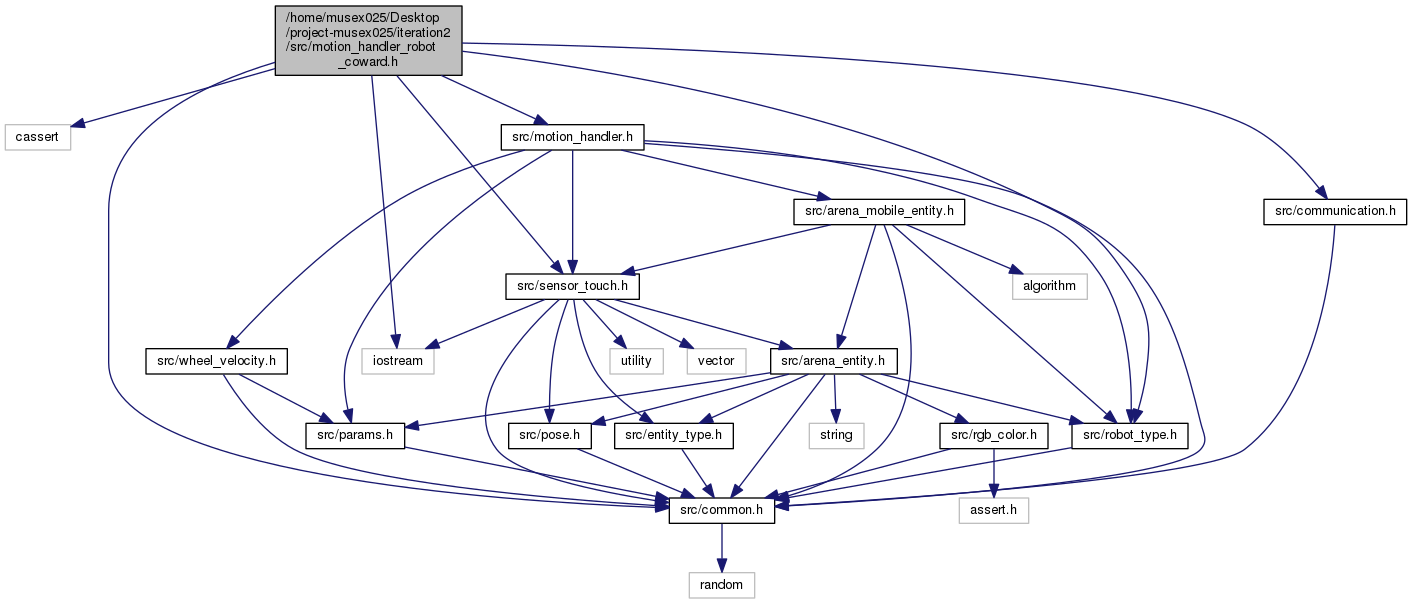 /home/musex025/Desktop
/project-musex025/iteration2
/src/motion_handler_robot
_coward.h
cassert
src/motion_handler.h
src/arena_mobile_entity.h
src/communication.h
src/sensor_touch.h
algorithm
src/wheel_velocity.h
iostream
utility
vector
src/arena_entity.h
src/params.h
src/pose.h
src/entity_type.h
string
src/rgb_color.h
src/robot_type.h
src/common.h
assert.h
random